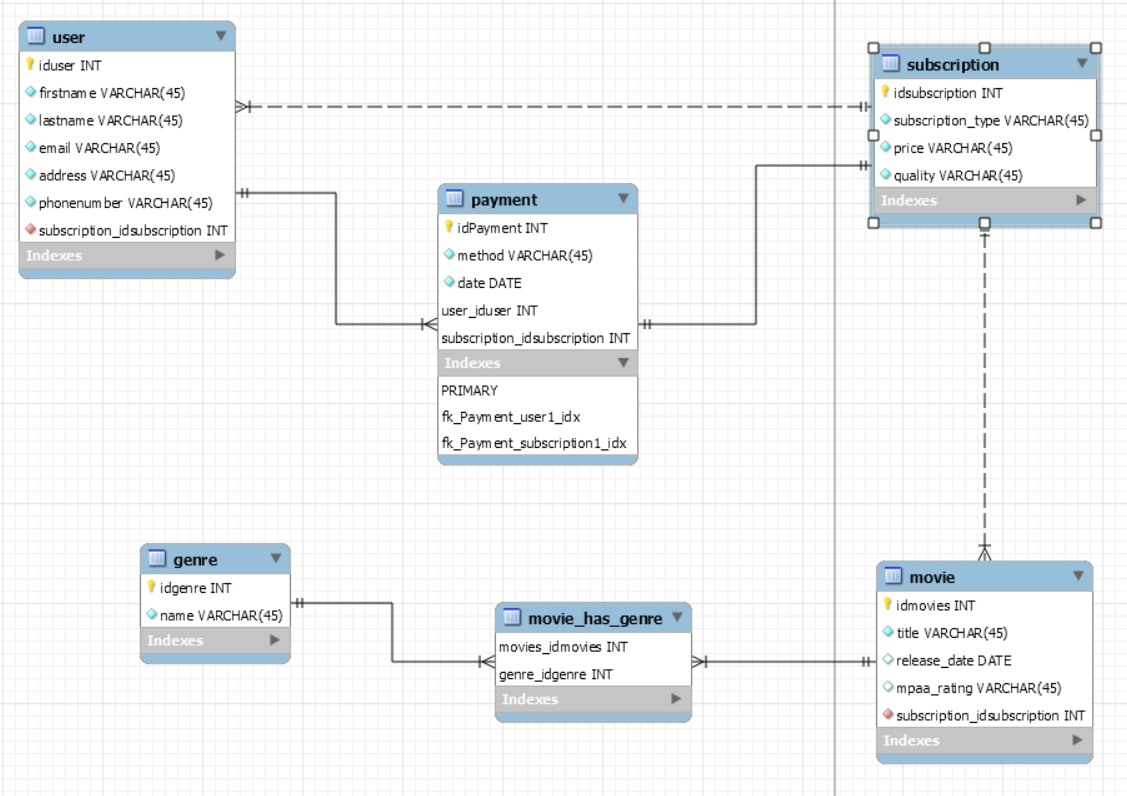 user
iduser INT
firstname VARCHAR(45)
lastname VARCHAR(45)
email VARCHAR(45)
address VARCHAR(45)
phonenumber VARCHAR(45)
subscription_idsubscription INT
Indexes
subscription
idsubscription INT
subscription_type VARCHAR(45)
price VARCHAR(45)
quality VARCHAR(45)
Indexes
payment
idPayment INT
method VARCHAR(45)
date DATE
user_iduser INT
subscription_idsubscription INT
Indexes
PRIMARY
fk_Payment_user1_idx
fk_Payment_subscription1_idx
genre
idgenre INT
name VARCHAR(45)
Indexes
movie_has_genre
movies_idmovies INT
genre_idgenre INT
Indexes
movie
idmovies INT
title VARCHAR(45)
release_date DATE
mpaa_rating VARCHAR(45)
subscription_idsubscription INT
Indexes